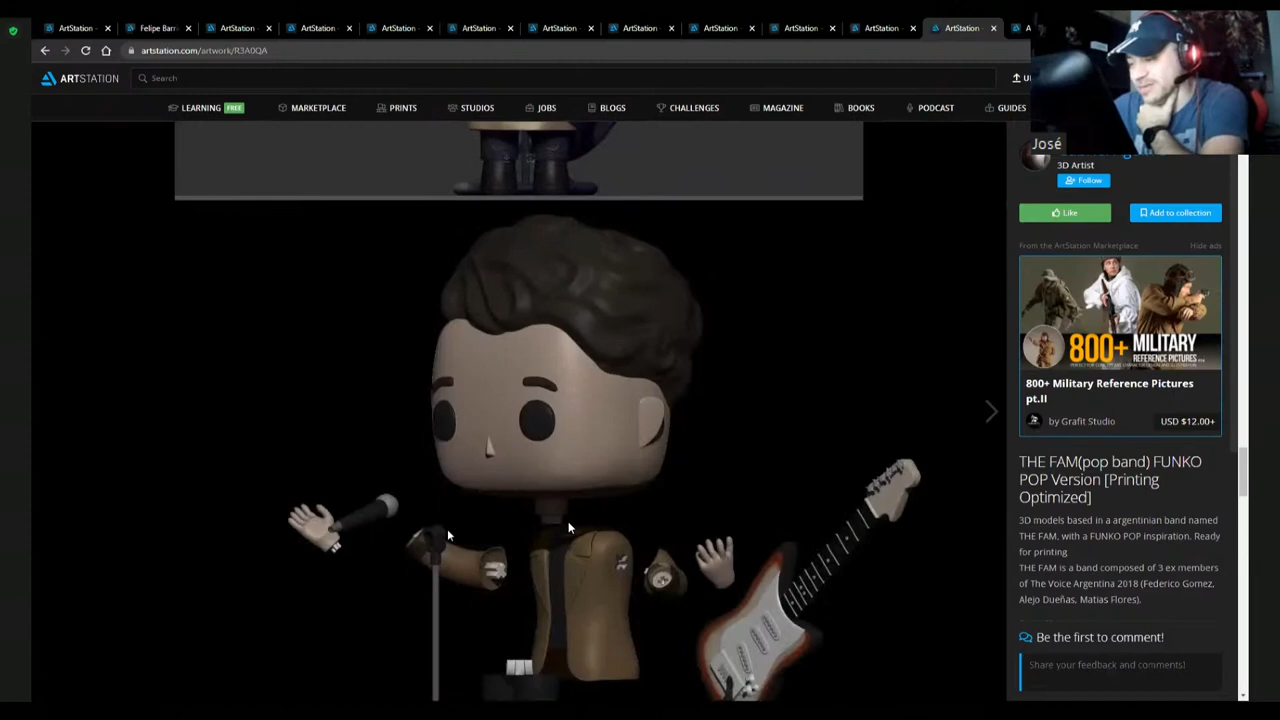 ArtStation -
Felipe Barra
ArtStation -
ArtStation -
ArtStation -
ArtStation -
ArtStation -
ArtStation -
ArtStation -
ArtStation -
ArtStation -
ArtStation
artstation.com/artwork/R3A0QA
ARTSTATION
Search
LEARNING FREE
MARKETPLACE
PRINTS
STUDIOS
JOBS
BLOGS
CHALLENGES
MAGAZINE
BOOKS
PODCAST
GUIDES
José
3D Artist
Follow
Like
Add to collection
From the ArtStation Marketplace
Hide ads
800+ MILITARY
REFERENCE PICTURES
800+ Military Reference Pictures
pt.II
by Grafit Studio
USD $12.00+
THE FAM(pop band) FUNKO
POP Version [Printing
Optimized]
3D models based in a argentinian band named
THE FAM, with a FUNKO POP inspiration. Ready
for printing
THE FAM is a band composed of 3 ex members
of The Voice Argentina 2018 (Federico Gomez,
Alejo Dueñas, Matias Flores).
Be the first to comment!
Share your feedback and comments!